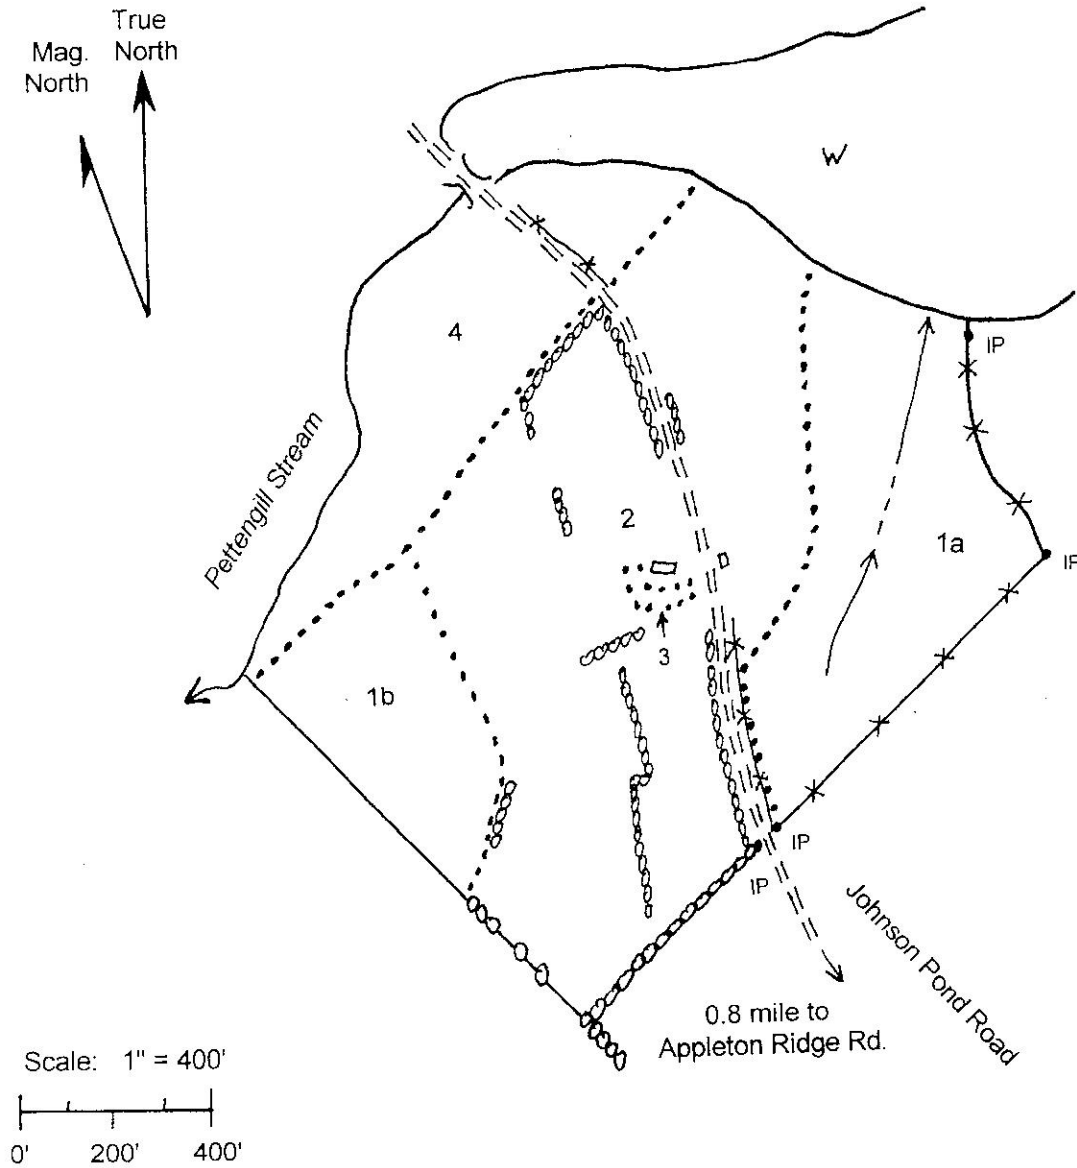 True
North
Mag.
North
W
4
IP
Pettengill Stream
2
1a
IP
3
1b
IP
IP
Johnson Pond Road
0.8 mile to
Appleton Ridge Rd.
Scale: 1" = 400'
0' 200' 400'